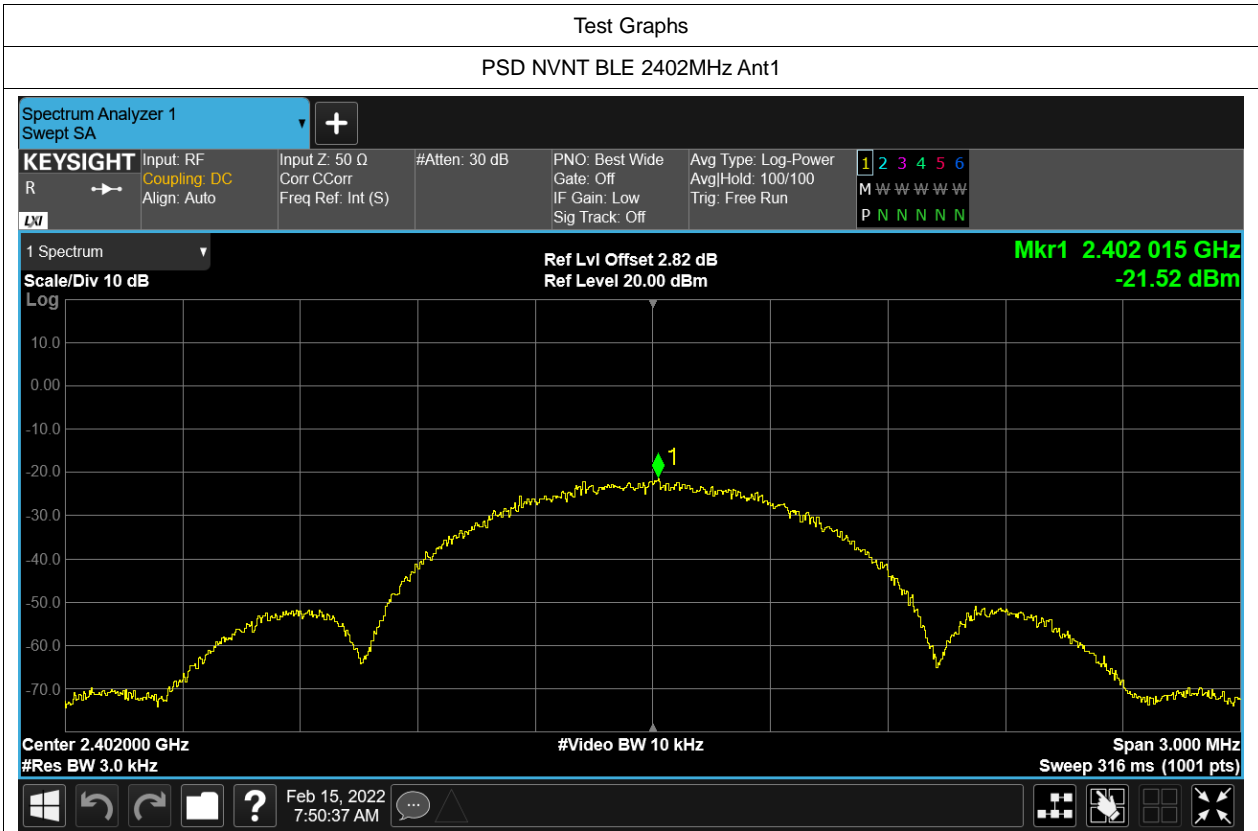 Test Graphs
PSD NVNT BLE 2402MHz Ant1
Spectrum Analyzer 1
Swept SA
KEYSIGHT
R
LXI
Input: RF
Coupling: DC
Align: Auto
Input Z: 50 Ω
Corr CCorr
Freq Ref: Int (S)
#Atten: 30 dB
PNO: Best Wide
Gate: Off
IF Gain: Low
Sig Track: Off
Avg Type: Log-Power
Avg|Hold: 100/100
Trig: Free Run
1 2 3 4 5 6
M W W W W W
P N N N N N
1 Spectrum
Scale/Div 10 dB
Ref Lvl Offset 2.82 dB
Ref Level 20.00 dBm
Mkr1 2.402 015 GHz
-21.52 dBm
Log
10.0
0.00
-10.0
-20.0
-30.0
-40.0
-50.0
-60.0
-70.0
1
Center 2.402000 GHz
#Video BW 10 kHz
Span 3.000 MHz
#Res BW 3.0 kHz
Sweep 316 ms (1001 pts)
?
Feb 15, 2022
7:50:37 AM